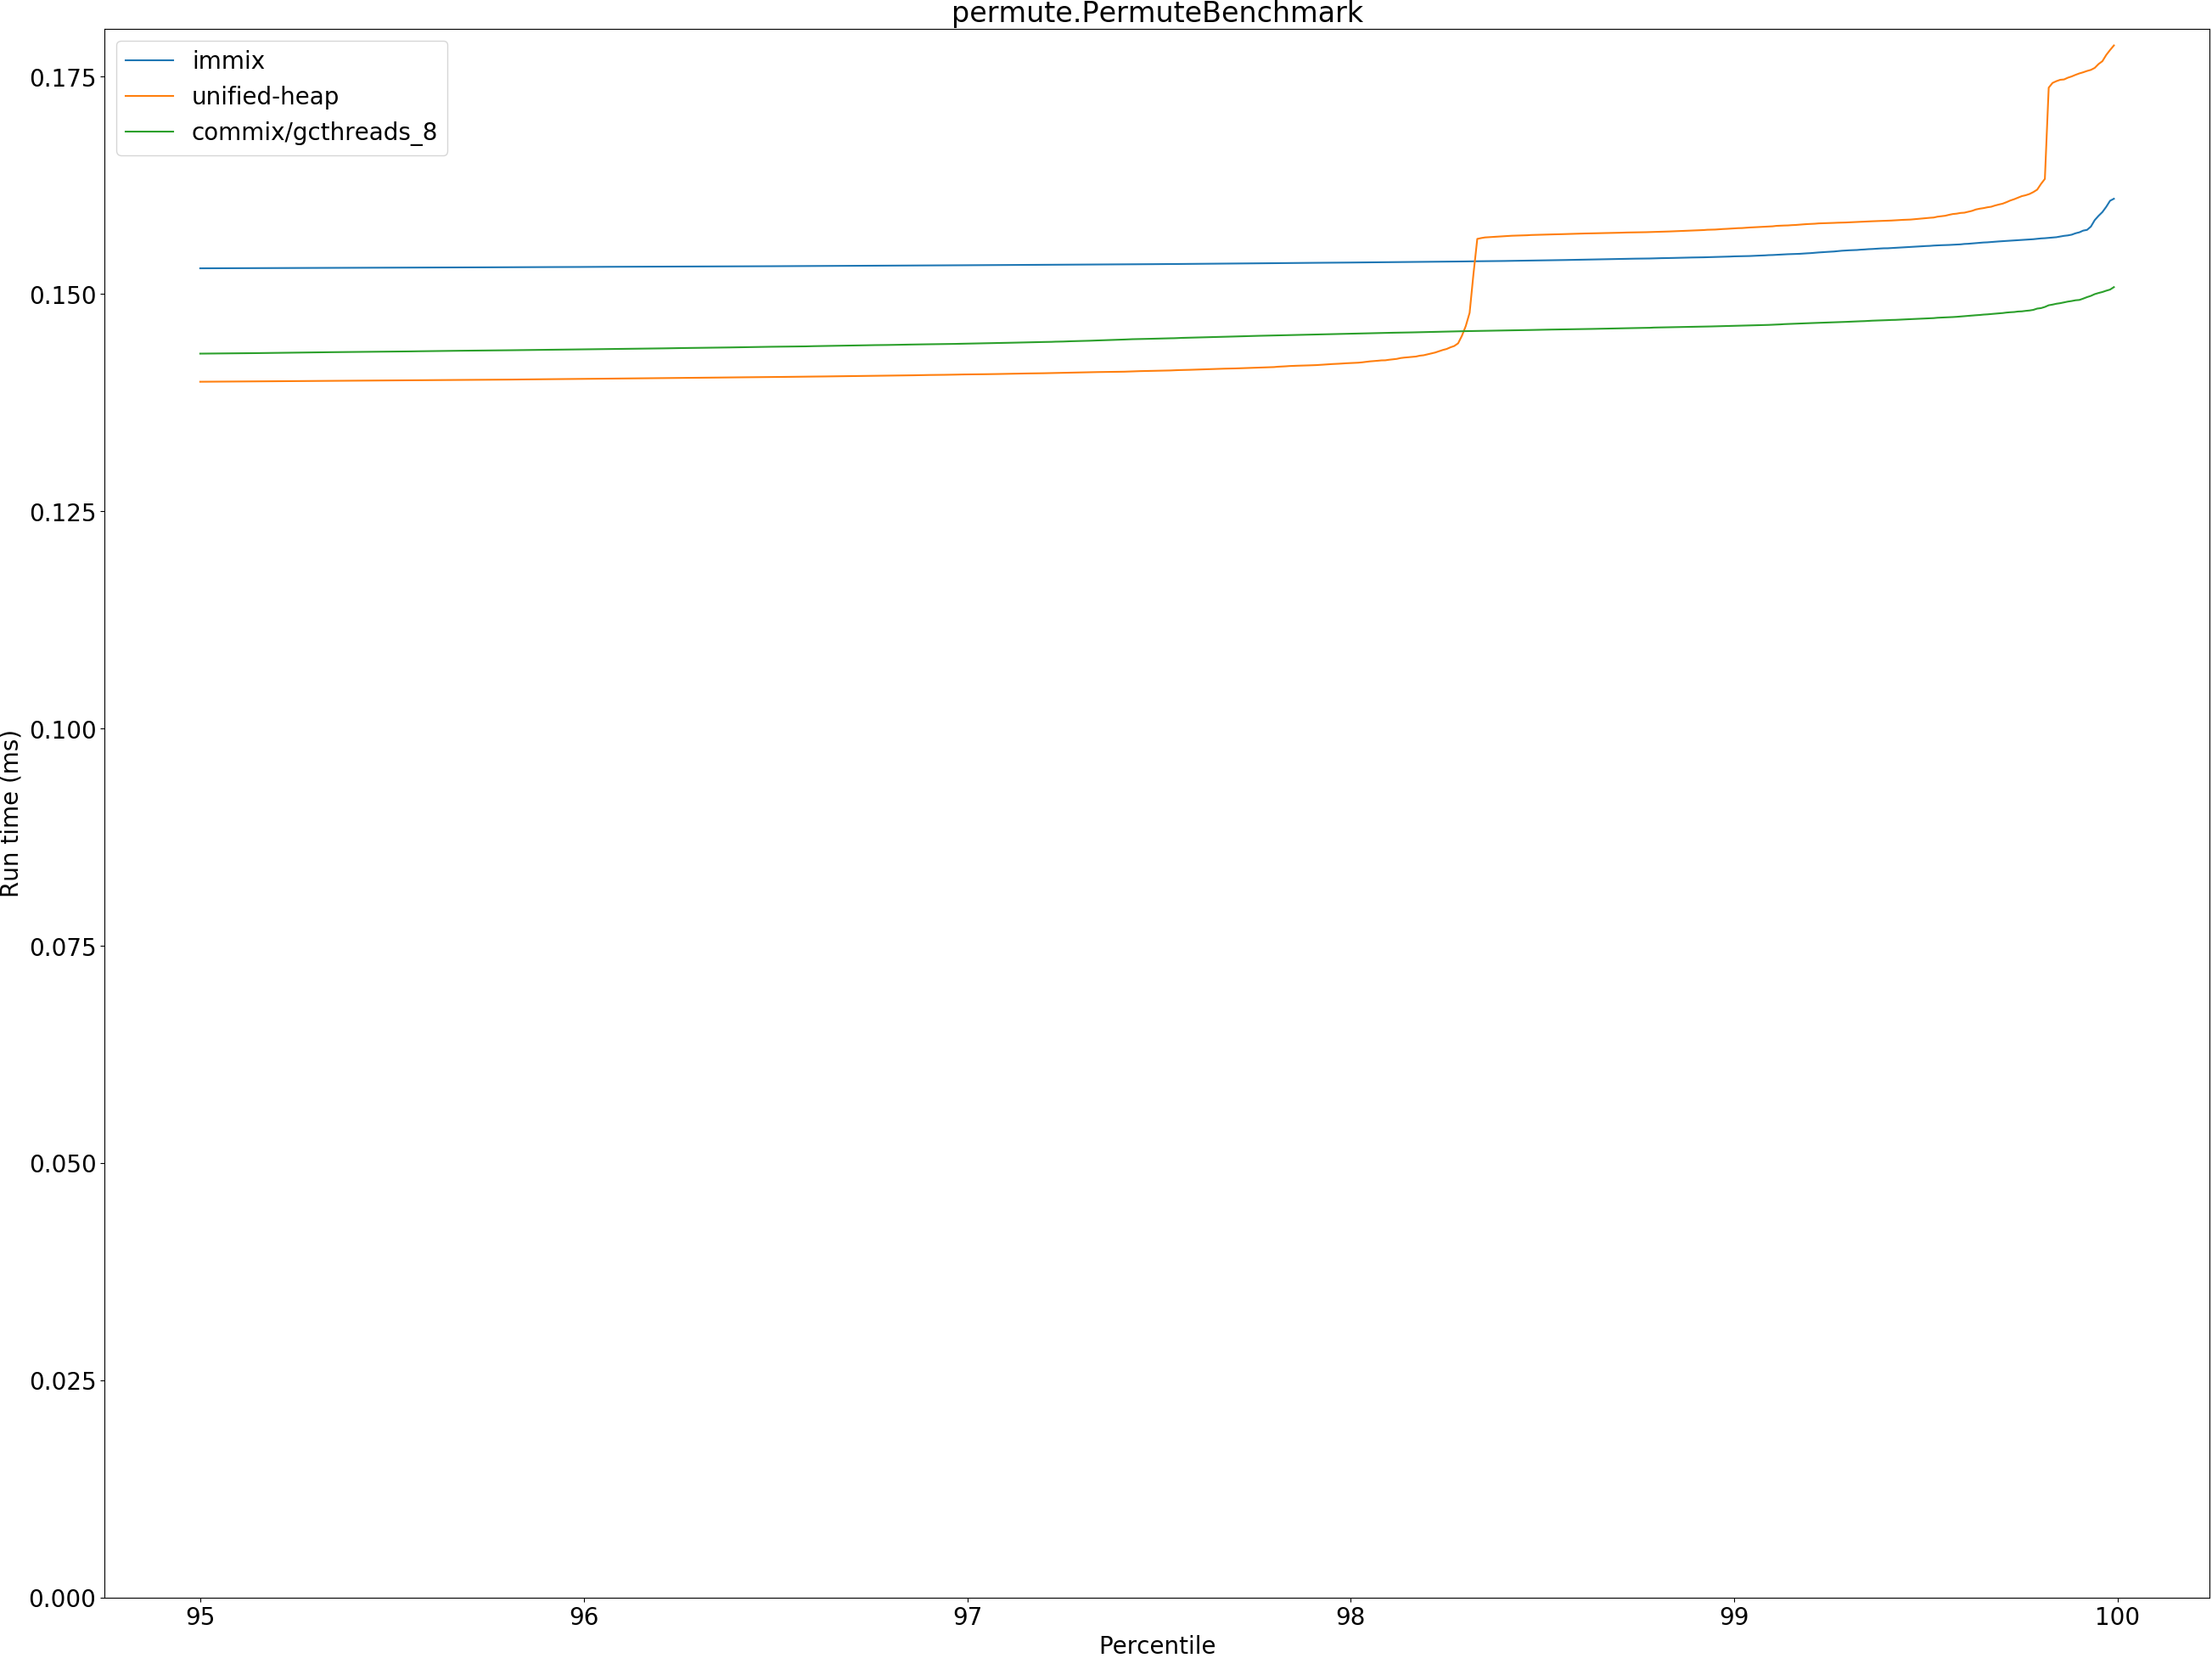 permute.PermuteBenchmark
immix
unified-heap
commix/gcthreads_8
0.175
0.150
0.125
0.100
0.075
0.050
0.025
0.000
Run time (ms)
95 96 97 98 99 100
Percentile